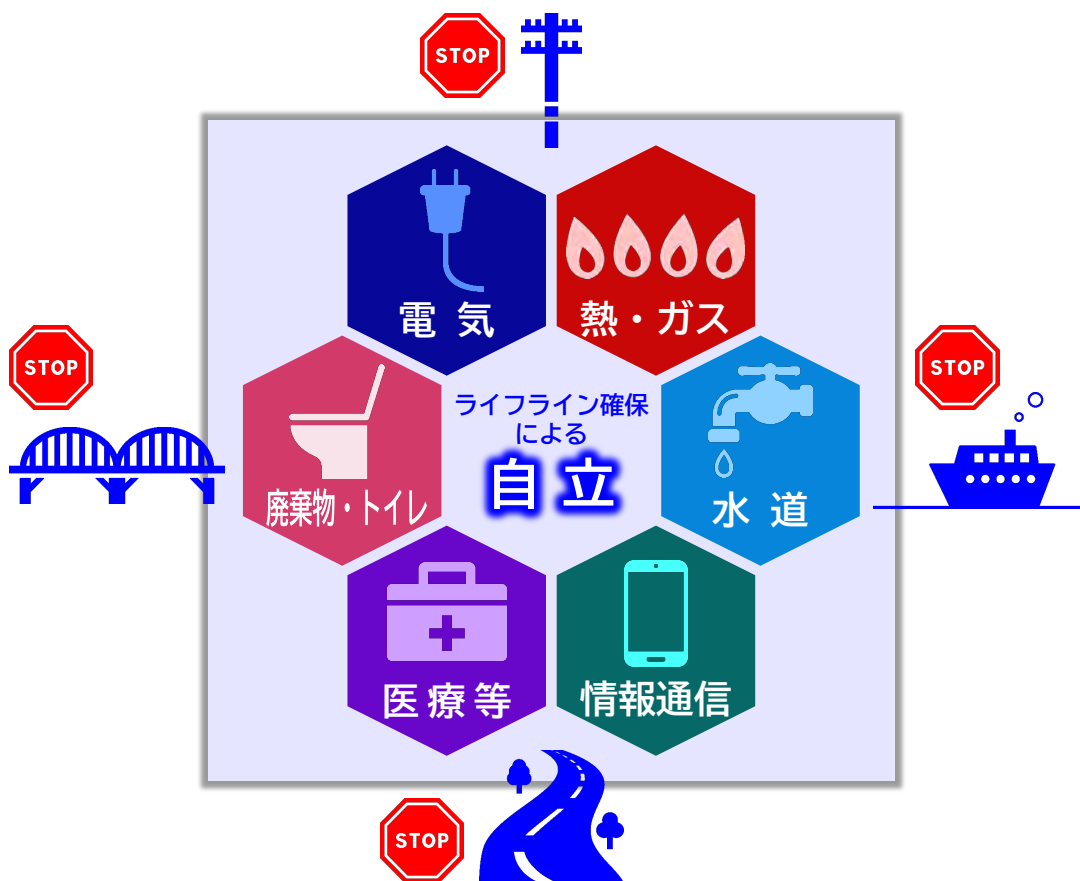 STOP
電 気
熱・ガス
STOP
STOP
ライフライン確保
による
自 立
廃棄物・トイレ
水 道
医 療 等
情報通信
STOP